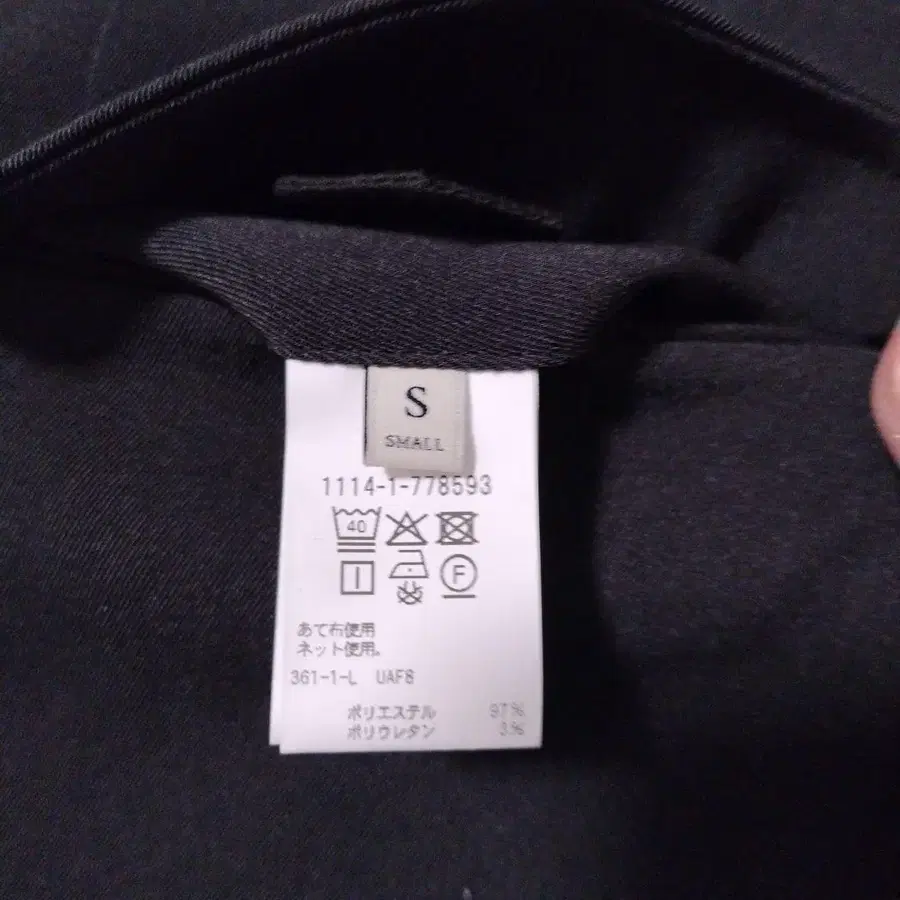 S
SMALL
1114-1-778593
40
F
あて布使用
ネット使用。
361-1-L UAF8
ポリエステル 97%
ポリウレタン 3%